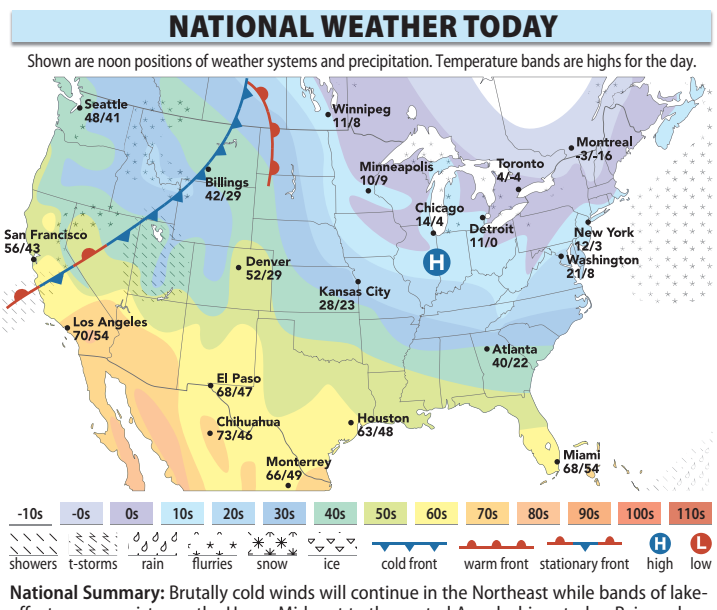 NATIONAL WEATHER TODAY
Shown are noon positions of weather systems and precipitation. Temperature bands are highs for the day.
Seattle
48/41
Winnipeg
11/8
Montreal
-3/-16
Minneapolis
10/9
Toronto
4/-4
Billings
42/29
Chicago
14/4
Detroit
11/0
San Francisco
56/43
New York
12/3
Washington
21/8
H
Denver
52/29
Kansas City
28/23
Los Angeles
70/54
Atlanta
40/22
El Paso
68/47
Chihuahua
73/46
Houston
63/48
Monterrey
66/49
Miami
68/54
-10s -0s 0s 10s 20s 30s 40s 50s 60s 70s 80s 90s 100s 110s
H L
showers t-storms rain flurries snow ice cold front warm front stationary front high low
National Summary: Brutally cold winds will continue in the Northeast while bands of lake-